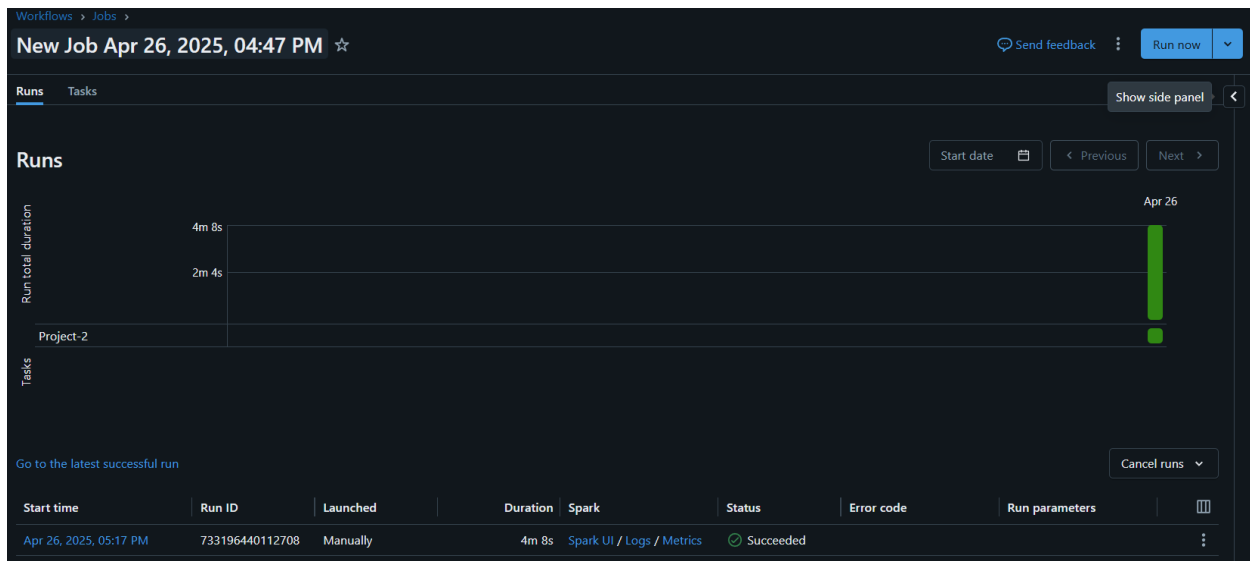 Workflows › Jobs ›
New Job Apr 26, 2025, 04:47 PM
Send feedback
Run now
Runs Tasks
Show side panel
Runs
Start date
Previous
Next
Apr 26
Run total duration
4m 8s
2m 4s
Project-2
Tasks
Go to the latest successful run
Cancel runs
Start time Run ID Launched Duration Spark Status Error code Run parameters
Apr 26, 2025, 05:17 PM 733196440112708 Manually 4m 8s Spark UI / Logs / Metrics Succeeded